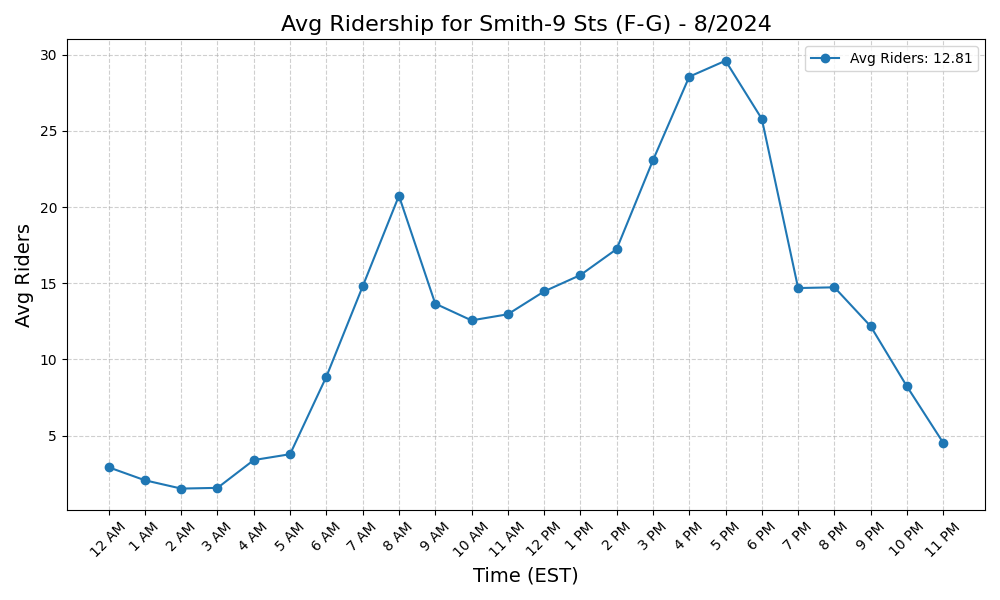 Avg Ridership for Smith-9 Sts (F-G) - 8/2024
Avg Riders: 12.81
Avg Riders
30
25
20
15
10
5
12 AM
1 AM
2 AM
3 AM
4 AM
5 AM
6 AM
7 AM
8 AM
9 AM
10 AM
11 AM
12 PM
1 PM
2 PM
3 PM
4 PM
5 PM
6 PM
7 PM
8 PM
9 PM
10 PM
11 PM
Time (EST)